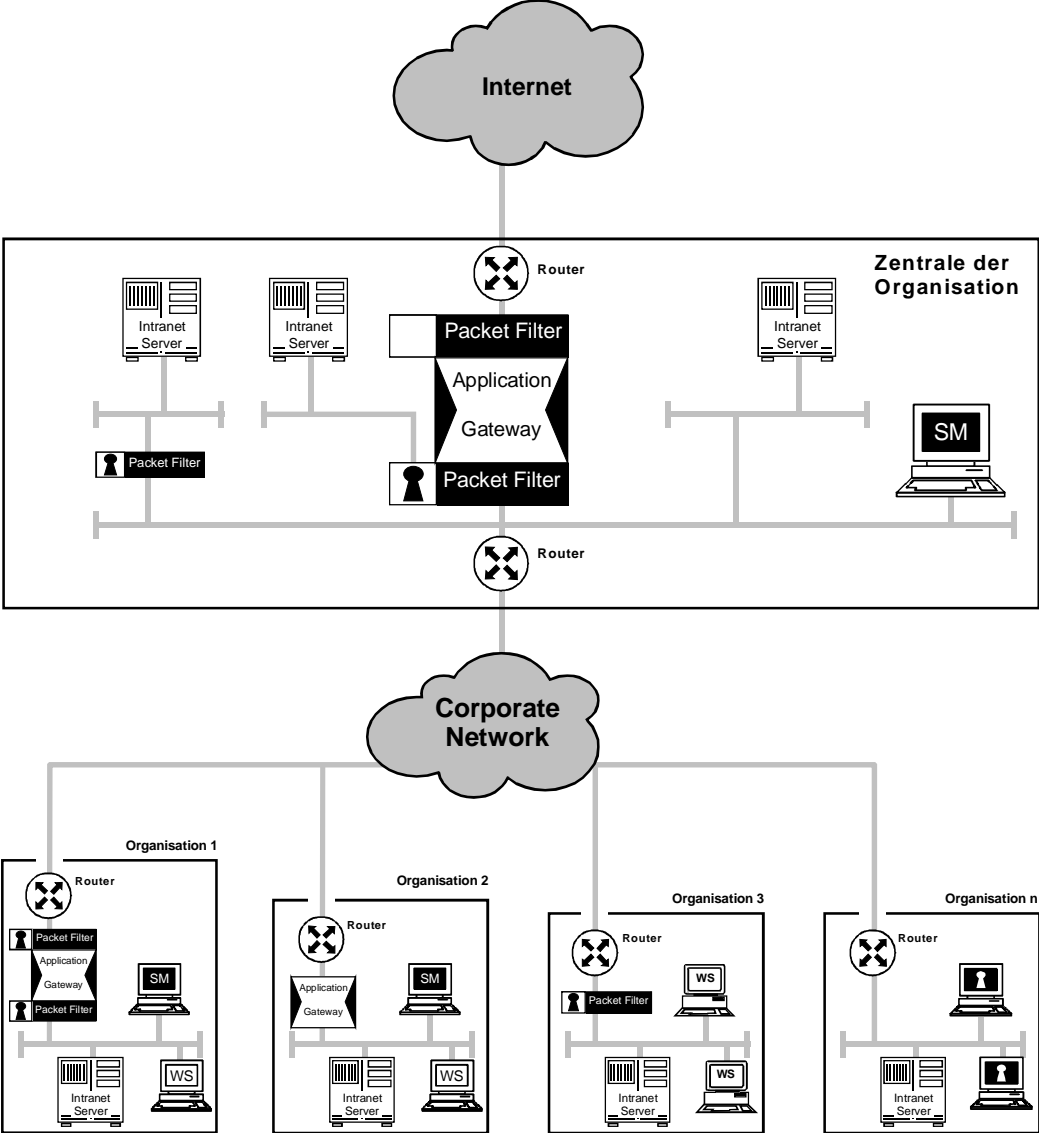 Internet
Router
Zentrale der
Organisation
Intranet
Server
Intranet
Server
Intranet
Server
Packet Filter
Application
Gateway
Packet Filter
Packet Filter
SM
Router
Corporate
Network
Organisation 1
Router
Packet Filter
Application
Gateway
Packet Filter
SM
Intranet
Server
WS
Organisation 2
Router
Application
Gateway
SM
Intranet
Server
WS
Organisation 3
Router
Packet Filter
WS
Intranet
Server
WS
Organisation n
Router
Intranet
Server